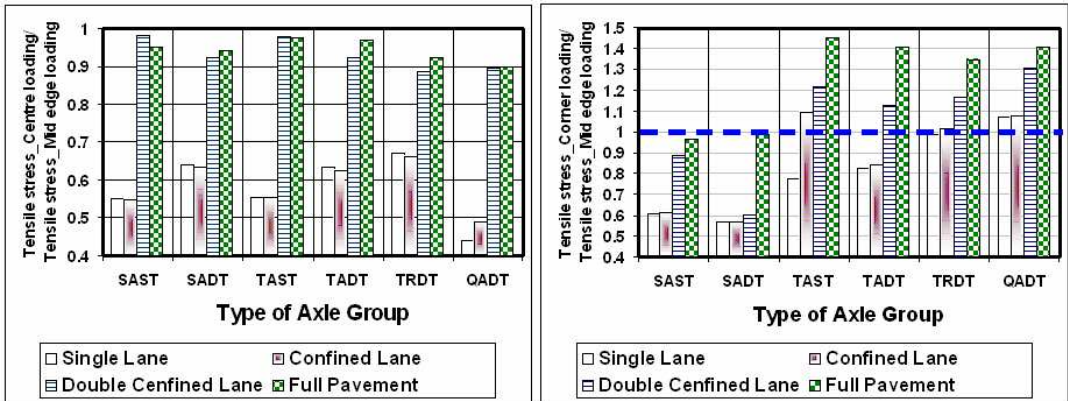 Tensile stress_Centre loading/
Tensile stress_Mid edge loading
1
0.9
0.8
0.7
0.6
0.5
0.4
SAST SADT TAST TADT TRDT QADT
Type of Axle Group
Single Lane Confined Lane
Double Cenfined Lane Full Pavement
Tensile stress_Corner loading/
Tensile stress_Mid edge loading
1.5
1.4
1.3
1.2
1.1
1
0.9
0.8
0.7
0.6
0.5
0.4
SAST SADT TAST TADT TRDT QADT
Type of Axle Group
Single Lane Confined Lane
Double Cenfined Lane Full Pavement